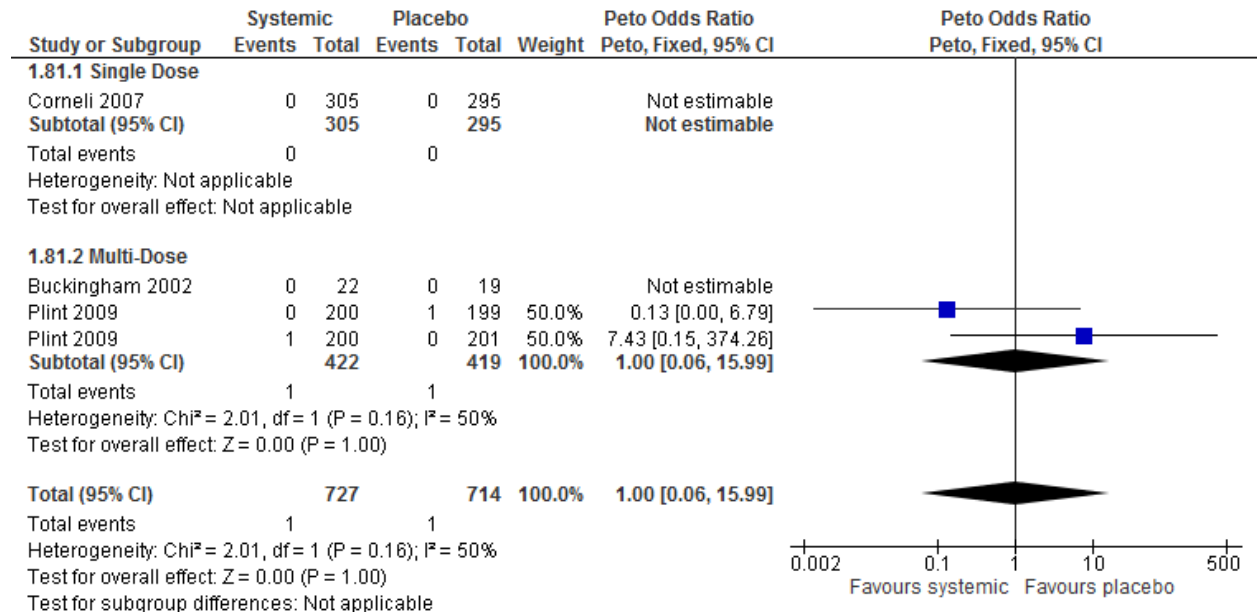 Systemic Placebo Peto Odds Ratio Peto Odds Ratio
Study or Subgroup Events Total Events Total Weight Peto, Fixed, 95% CI Peto, Fixed, 95% CI
1.81.1 Single Dose
Corneli 2007 0 305 0 295 Not estimable
Subtotal (95% CI) 305 295 Not estimable
Total events 0 0
Heterogeneity: Not applicable
Test for overall effect: Not applicable
1.81.2 Multi-Dose
Buckingham 2002 0 22 0 19 Not estimable
Plint 2009 0 200 1 199 50.0% 0.13 [0.00, 6.79]
Plint 2009 1 200 0 201 50.0% 7.43 [0.15, 374.26]
Subtotal (95% CI) 422 419 100.0% 1.00 [0.06, 15.99]
Total events 1 1
Heterogeneity: Chi² = 2.01, df = 1 (P = 0.16); I² = 50%
Test for overall effect: Z = 0.00 (P = 1.00)
Total (95% CI) 727 714 100.0% 1.00 [0.06, 15.99]
Total events 1 1
Heterogeneity: Chi² = 2.01, df = 1 (P = 0.16); I² = 50%
Test for overall effect: Z = 0.00 (P = 1.00)
Test for subgroup differences: Not applicable
0.002 0.1 1 10 500
Favours systemic Favours placebo